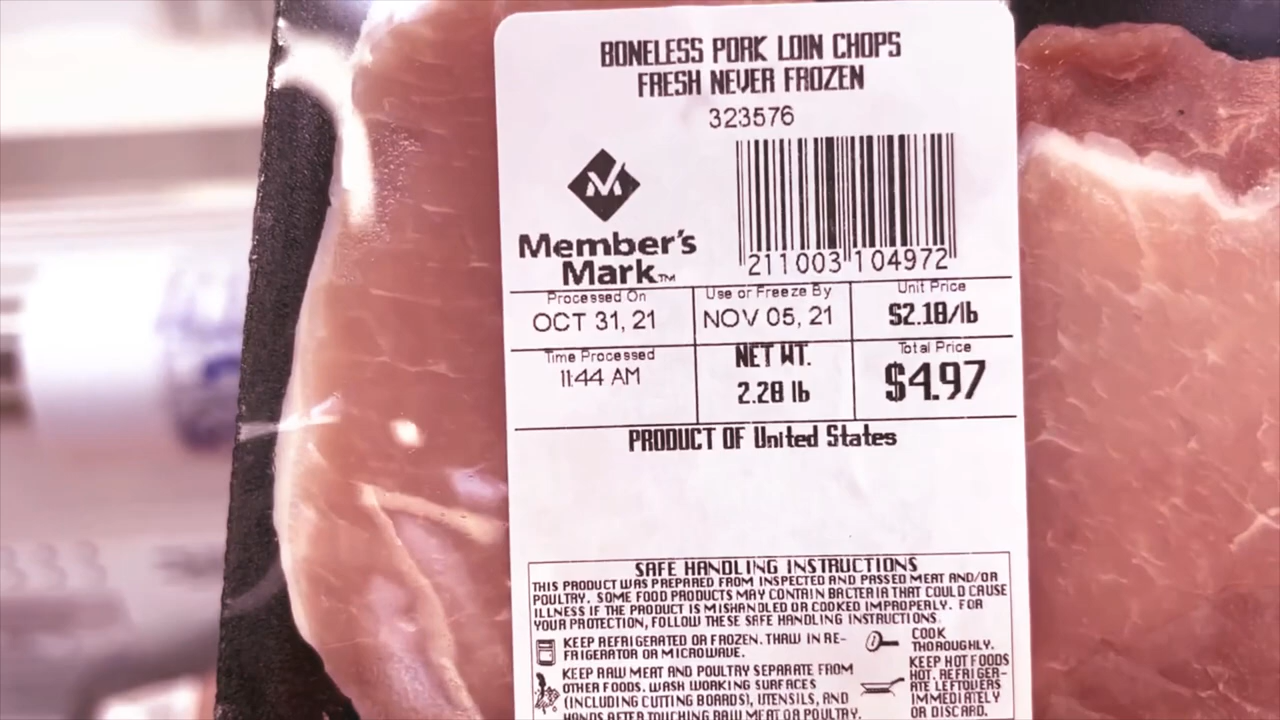 BONELESS PORK LOIN CHOPS
FRESH NEVER FROZEN
323576
Member's
Mark™
211003 104972
Processed On
OCT 31, 21
Use or Freeze By
NOV 05, 21
Unit Price
$2.18/lb
Time Processed
11:44 AM
NET WT.
2.28 lb
Total Price
$4.97
PRODUCT OF United States
SAFE HANDLING INSTRUCTIONS
THIS PRODUCT WAS PREPARED FROM INSPECTED AND PASSED MEAT AND/OR
POULTRY. SOME FOOD PRODUCTS MAY CONTAIN BACTERIA THAT COULD CAUSE
ILLNESS IF THE PRODUCT IS MISHANDLED OR COOKED IMPROPERLY. FOR
YOUR PROTECTION, FOLLOW THESE SAFE HANDLING INSTRUCTIONS.
KEEP REFRIGERATED OR FROZEN. THAW IN RE-
FRIGERATOR OR MICROWAVE.
KEEP RAW MEAT AND POULTRY SEPARATE FROM
OTHER FOODS. WASH WORKING SURFACES
(INCLUDING CUTTING BOARDS), UTENSILS, AND
HANDS AFTER TOUCHING RAW MEAT OR POULTRY.
COOK
THOROUGHLY.
KEEP HOT FOODS
HOT. REFRIGER-
ATE LEFTOVERS
IMMEDIATELY
OR DISCARD.